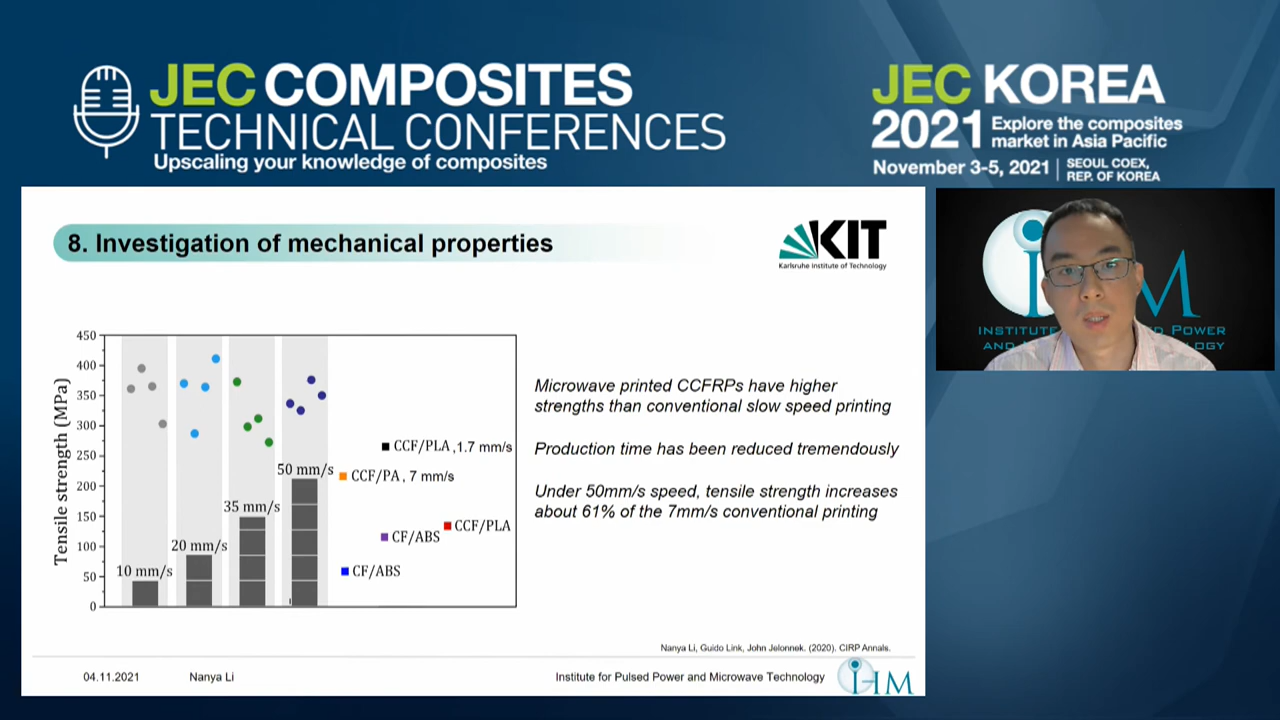 JEC COMPOSITES
TECHNICAL CONFERENCES
Upscaling your knowledge of composites
JEC KOREA
2021 Explore the composites
market in Asia Pacific
November 3-5, 2021 | SEOUL COEX,
REP. OF KOREA
8. Investigation of mechanical properties
KIT
Karlsruhe Institute of Technology
Tensile strength (MPa)
450
400
350
300
250
200
150
100
50
0
10 mm/s
20 mm/s
35 mm/s
50 mm/s
CCF/PLA , 1.7 mm/s
CCF/PA , 7 mm/s
CCF/PLA
CF/ABS
CF/ABS
Microwave printed CCFRPs have higher
strengths than conventional slow speed printing
Production time has been reduced tremendously
Under 50mm/s speed, tensile strength increases
about 61% of the 7mm/s conventional printing
Nanya Li, Guido Link, John Jelonnek. (2020). CIRP Annals.
04.11.2021
Nanya Li
Institute for Pulsed Power and Microwave Technology
IHM